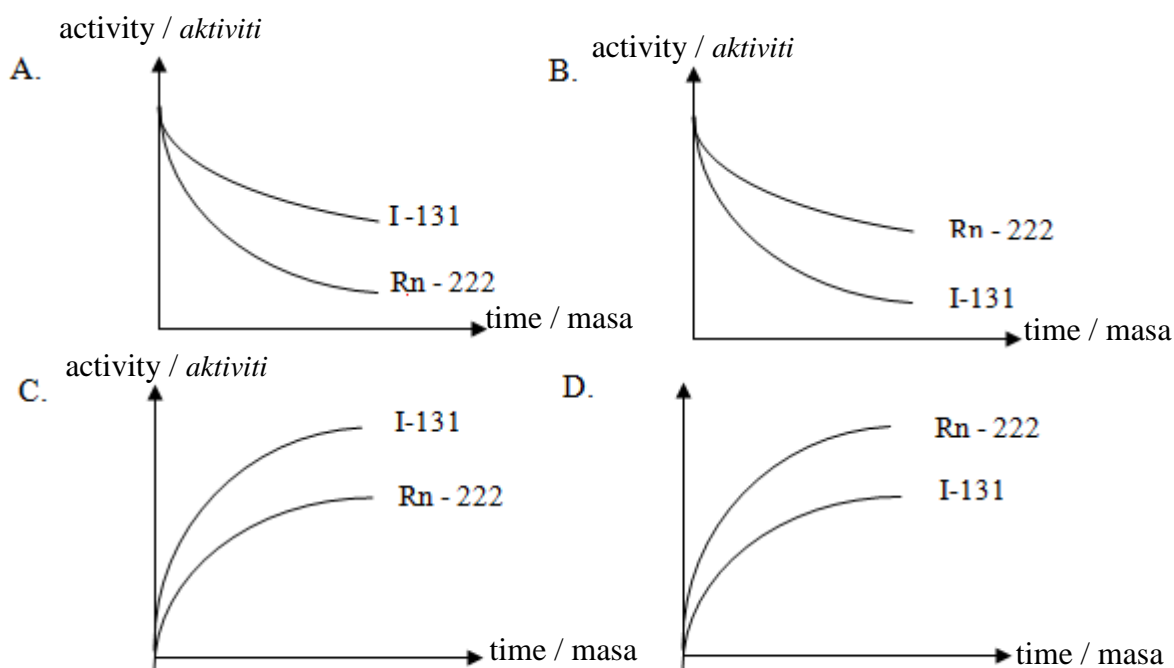 activity / aktiviti
A.
I -131
Rn - 222
time / masa
activity / aktiviti
B.
Rn - 222
I-131
time / masa
activity / aktiviti
C.
I-131
Rn - 222
time / masa
D.
Rn - 222
I-131
time / masa